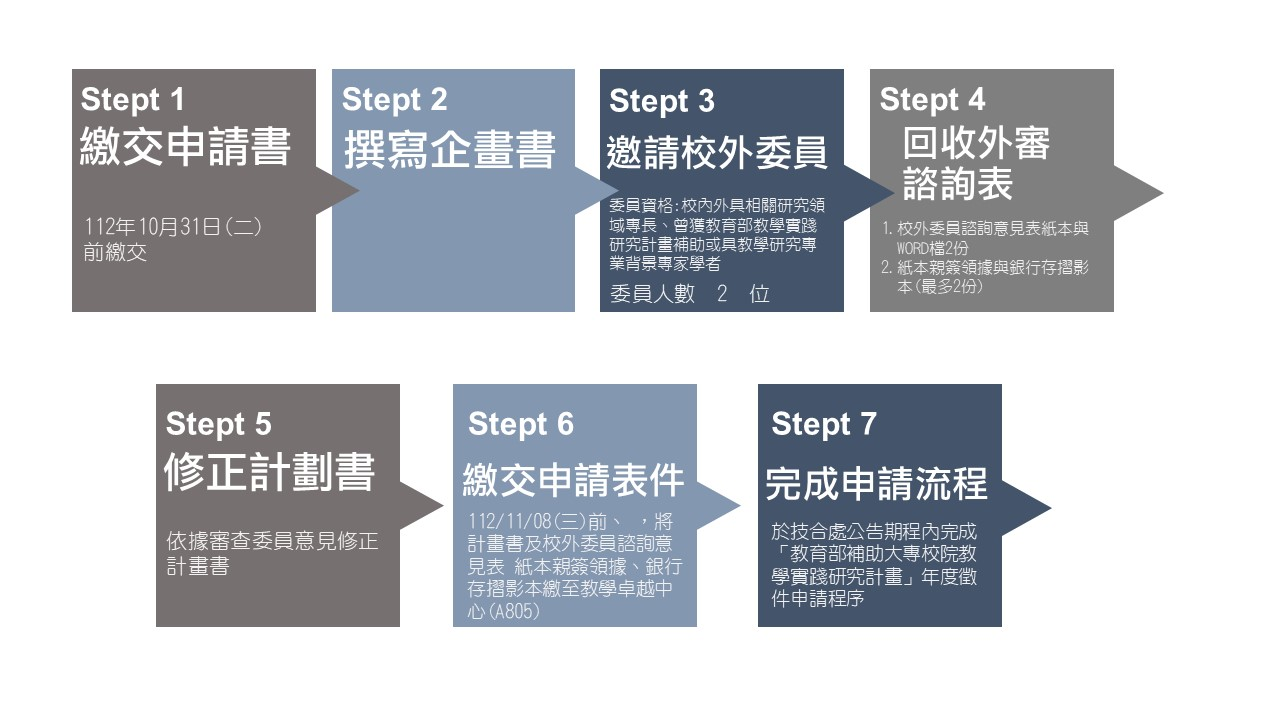 Stept 1
繳交申請書
112年10月31日(二)
前繳交
Stept 2
撰寫企畫書
Stept 3
邀請校外委員
委員資格:校內外具相關研究領
域專長、曾獲教育部教學實踐
研究計畫補助或具教學研究專
業背景專家學者
委員人數 2 位
Stept 4
回收外審
諮詢表
1. 校外委員諮詢意見表紙本與
WORD檔2份
2. 紙本親簽領據與銀行存摺影
本(最多2份)
Stept 5
修正計劃書
依據審查委員意見修正
計畫書
Stept 6
繳交申請表件
112/11/08(三)前、 ,將
計畫書及校外委員諮詢意
見表 紙本親簽領據、銀行
存摺影本繳至教學卓越中
心(A805)
Stept 7
完成申請流程
於技合處公告期程內完成
「教育部補助大專校院教
學實踐研究計畫」年度徵
件申請程序